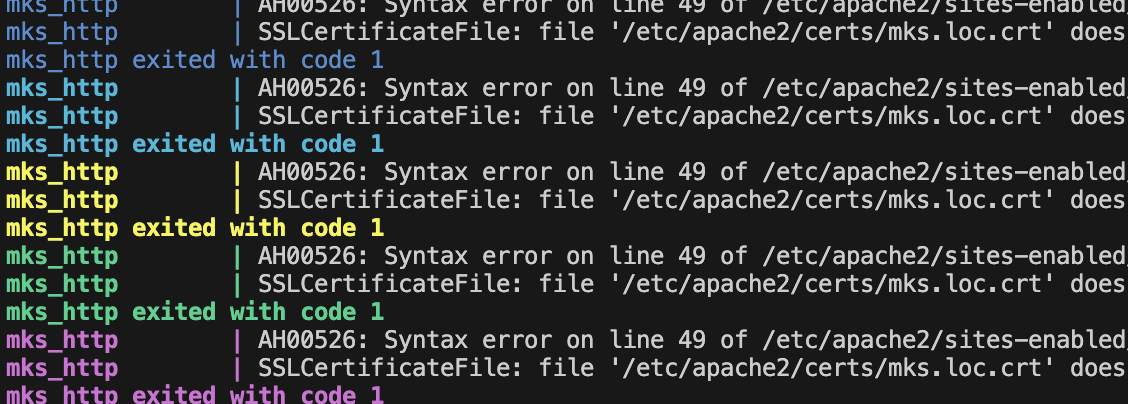 mks_http | AH00526: Syntax error on line 49 of /etc/apache2/sites-enabled/
mks_http | SSLCertificateFile: file '/etc/apache2/certs/mks.loc.crt' does
mks_http exited with code 1
mks_http | AH00526: Syntax error on line 49 of /etc/apache2/sites-enabled/
mks_http | SSLCertificateFile: file '/etc/apache2/certs/mks.loc.crt' does
mks_http exited with code 1
mks_http | AH00526: Syntax error on line 49 of /etc/apache2/sites-enabled/
mks_http | SSLCertificateFile: file '/etc/apache2/certs/mks.loc.crt' does
mks_http exited with code 1
mks_http | AH00526: Syntax error on line 49 of /etc/apache2/sites-enabled/
mks_http | SSLCertificateFile: file '/etc/apache2/certs/mks.loc.crt' does
mks_http exited with code 1
mks_http | AH00526: Syntax error on line 49 of /etc/apache2/sites-enabled/
mks_http | SSLCertificateFile: file '/etc/apache2/certs/mks.loc.crt' does
mks_http exited with code 1